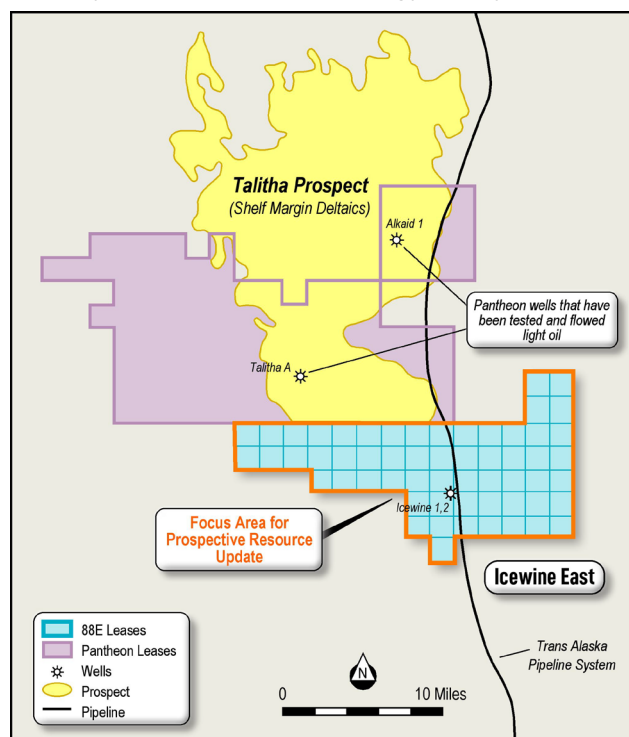 Talitha Prospect
(Shelf Margin Deltaics)
Alkaid 1
Pantheon wells that have
been tested and flowed
light oil
Talitha A
Icewine 1,2
Focus Area for
Prospective Resource
Update
Icewine East
88E Leases
Pantheon Leases
Wells
Prospect
Pipeline
N
0
10 Miles
Trans Alaska
Pipeline System